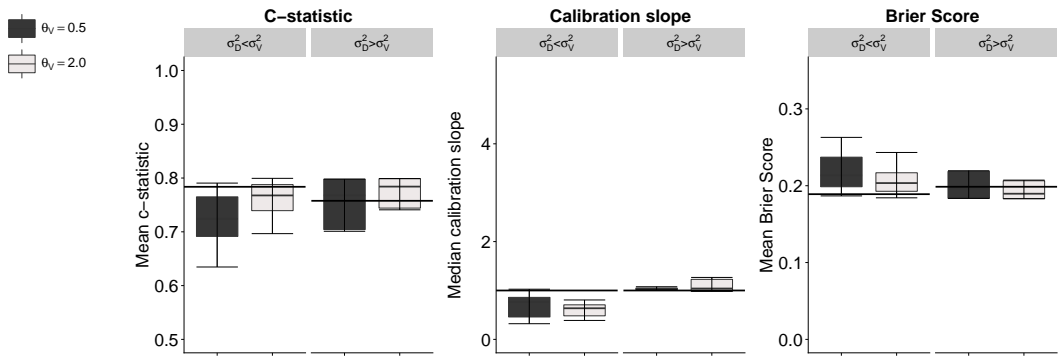 θV = 0.5
θV = 2.0
C−statistic
σ²D<σ²V
σ²D>σ²V
Mean c−statistic
1.0
0.9
0.8
0.7
0.6
0.5
Calibration slope
σ²D<σ²V
σ²D>σ²V
Median calibration slope
4
2
0
Brier Score
σ²D<σ²V
σ²D>σ²V
Mean Brier Score
0.3
0.2
0.1
0.0